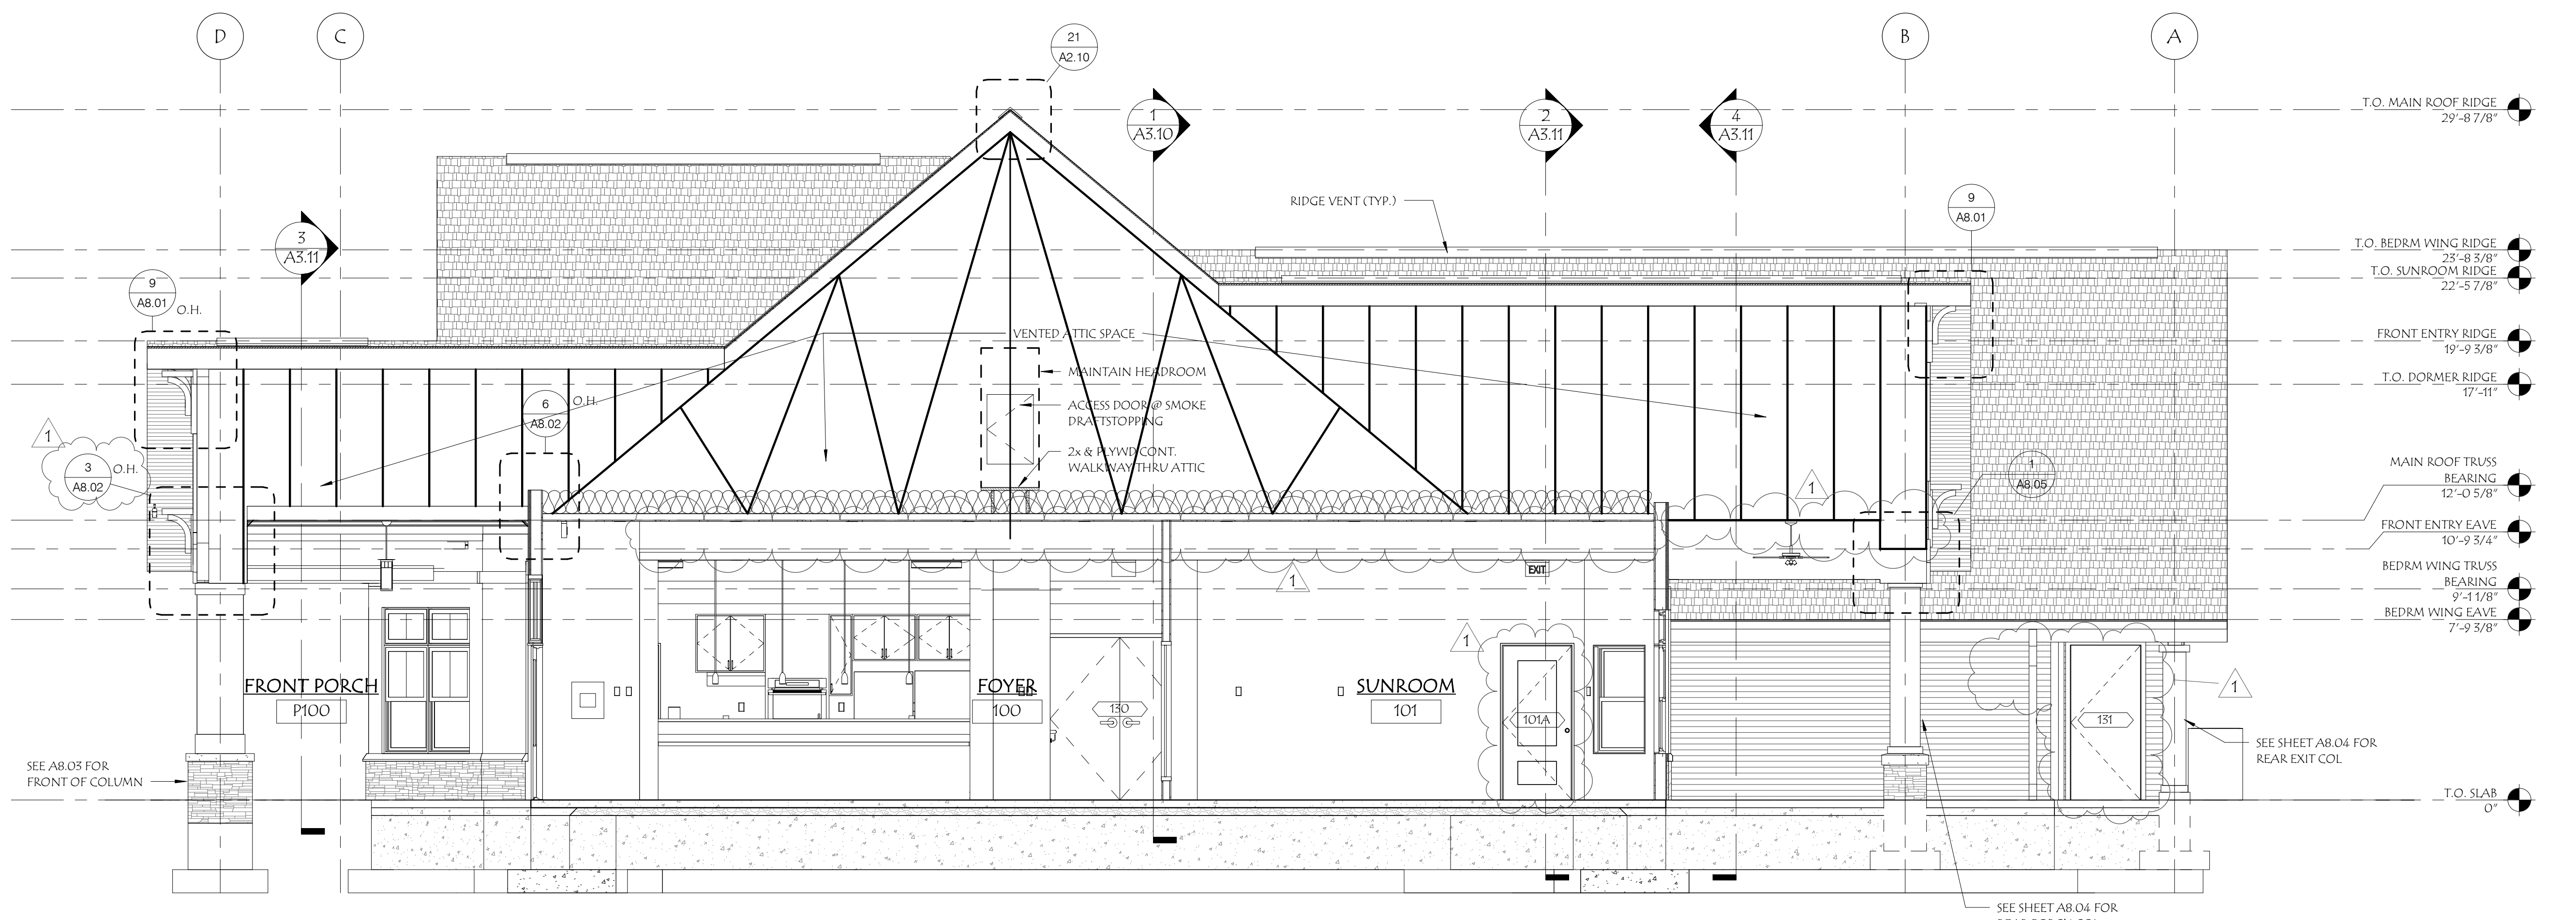 D
C
B
A
21
A2.10
1
A3.10
2
A3.11
4
A3.11
T.O. MAIN ROOF RIDGE
29'-8 7/8"
RIDGE VENT (TYP.)
9
A8.01
3
A3.11
T.O. BEDRM WING RIDGE
23'-8 3/8"
T.O. SUNROOM RIDGE
22'-5 7/8"
9
A8.01
O.H.
VENTED ATTIC SPACE
FRONT ENTRY RIDGE
19'-9 3/8"
MAINTAIN HEADROOM
T.O. DORMER RIDGE
17'-11"
6
A8.02
O.H.
ACCESS DOOR @ SMOKE
DRAFTSTOPPING
1
3
A8.02
O.H.
2x & PLYWD CONT.
WALKWAY THRU ATTIC
1
1
A8.05
MAIN ROOF TRUSS
BEARING
12'-0 5/8"
FRONT ENTRY EAVE
10'-9 3/4"
EXIT
1
BEDRM WING TRUSS
BEARING
9'-1 1/8"
BEDRM WING EAVE
7'-9 3/8"
1
FRONT PORCH
P100
FOYER
100
130
SUNROOM
101
101A
131
1
SEE A8.03 FOR
FRONT OF COLUMN
SEE SHEET A8.04 FOR
REAR EXIT COL
T.O. SLAB
0"
SEE SHEET A8.04 FOR